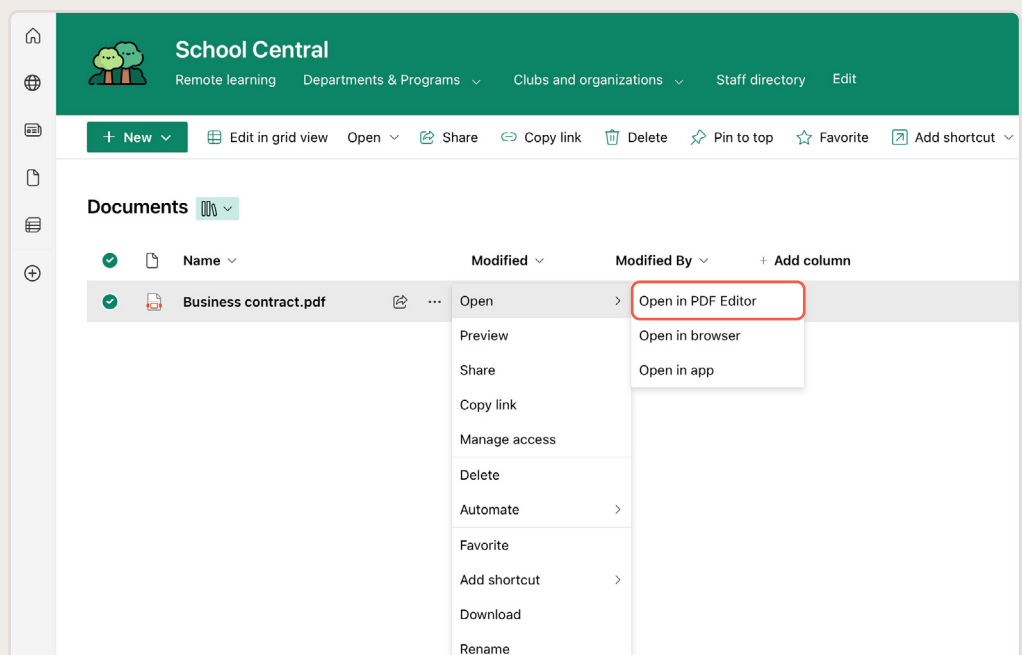 School Central
Remote learning Departments & Programs Clubs and organizations Staff directory Edit
+ New Edit in grid view Open Share Copy link Delete Pin to top Favorite Add shortcut
Documents
Name Modified Modified By + Add column
Business contract.pdf ... Open Open in PDF Editor
Preview Open in browser
Share Open in app
Copy link
Manage access
Delete
Automate
Favorite
Add shortcut
Download
Rename